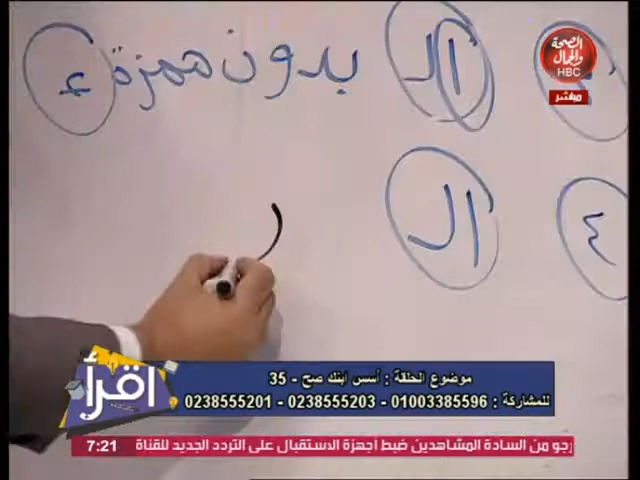 ٣ ال بدون همزة ء
الصحة والجمال
HBC
مباشر
٤ ال
اقرأ
موضوع الحلقة : أسس ابنك صح - 35
للمشاركة : 01003385596 - 0238555203 - 0238555201
رجو من السادة المشاهدين ضبط اجهزة الاستقبال على التردد الجديد للقناة
7:21